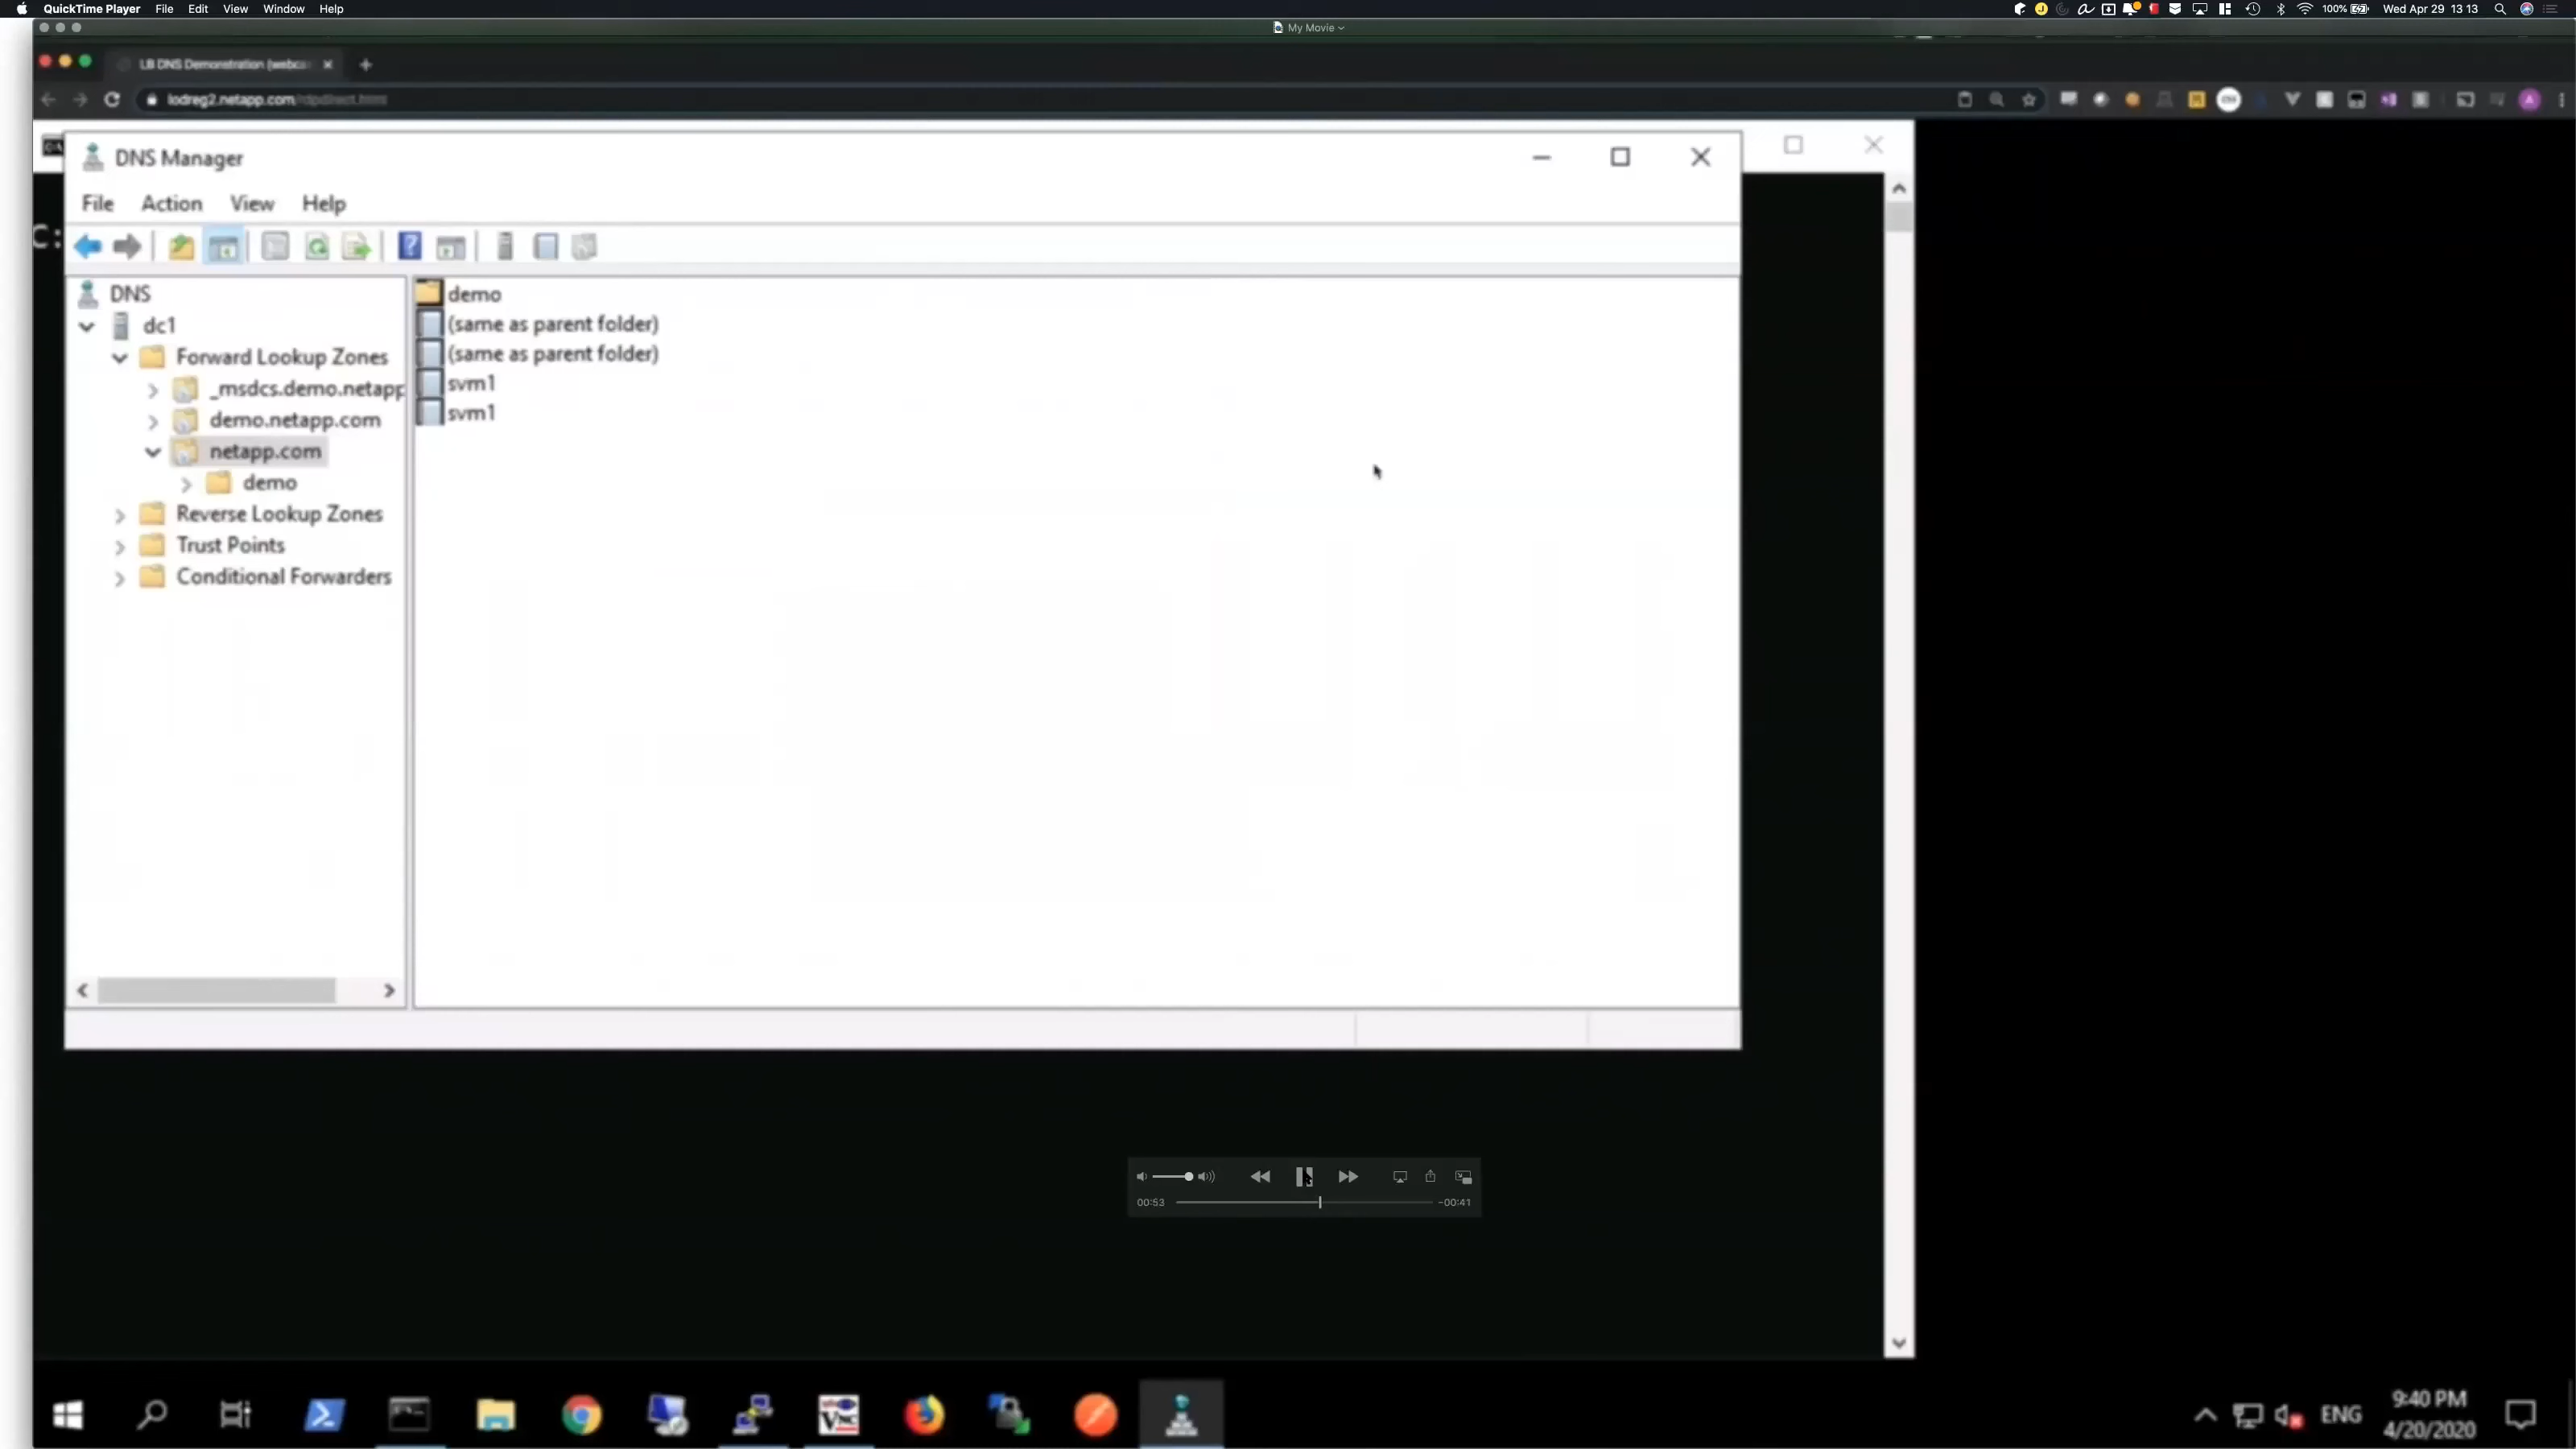 QuickTime Player File Edit View Window Help
100% Wed Apr 29 13 13
My Movie
LB DNS Demonstration
lodreg2.netapp.com
DNS Manager
File Action View Help
C:
DNS
dc1
Forward Lookup Zones
_msdcs.demo.netapp
demo.netapp.com
netapp.com
demo
Reverse Lookup Zones
Trust Points
Conditional Forwarders
demo
(same as parent folder)
(same as parent folder)
svm1
svm1
00:53 -00:41
ENG
9:40 PM
4/20/2020